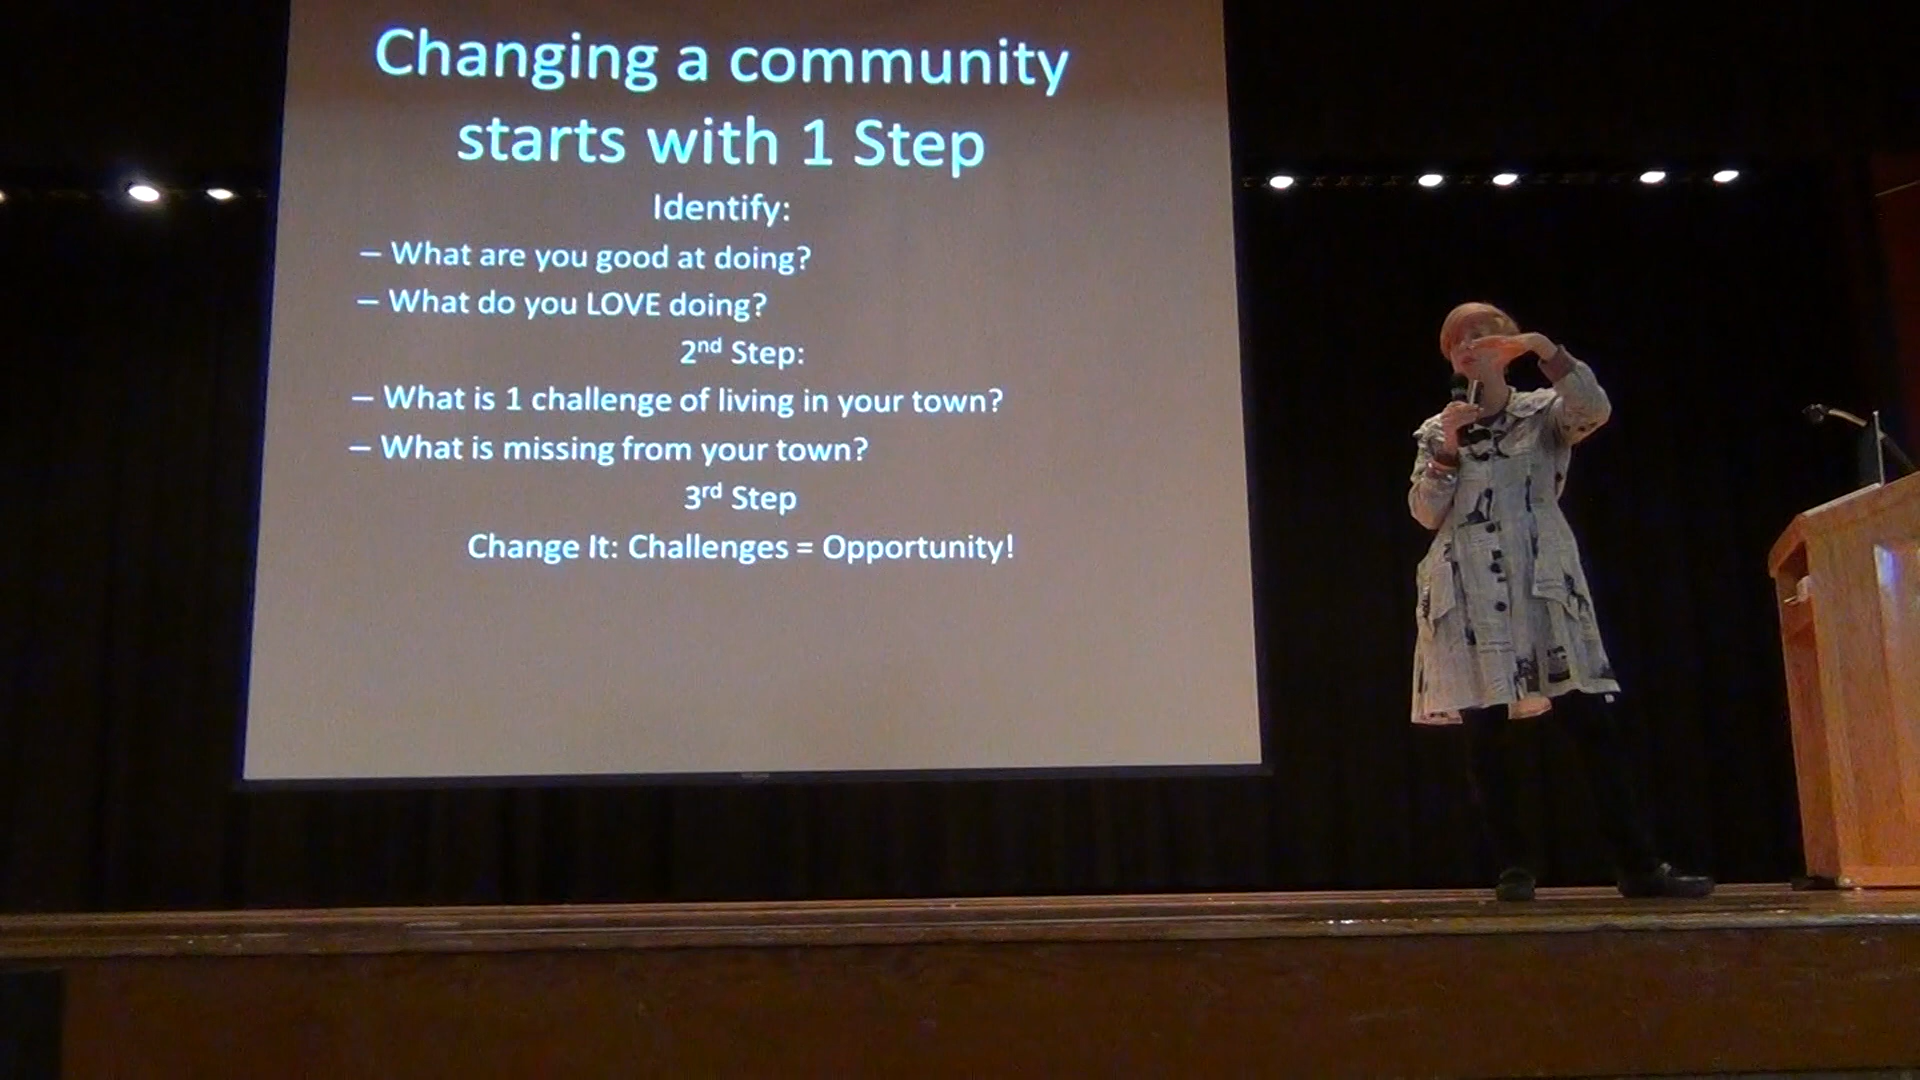 Changing a community
starts with 1 Step
Identify:
– What are you good at doing?
– What do you LOVE doing?
2nd Step:
– What is 1 challenge of living in your town?
– What is missing from your town?
3rd Step
Change It: Challenges = Opportunity!